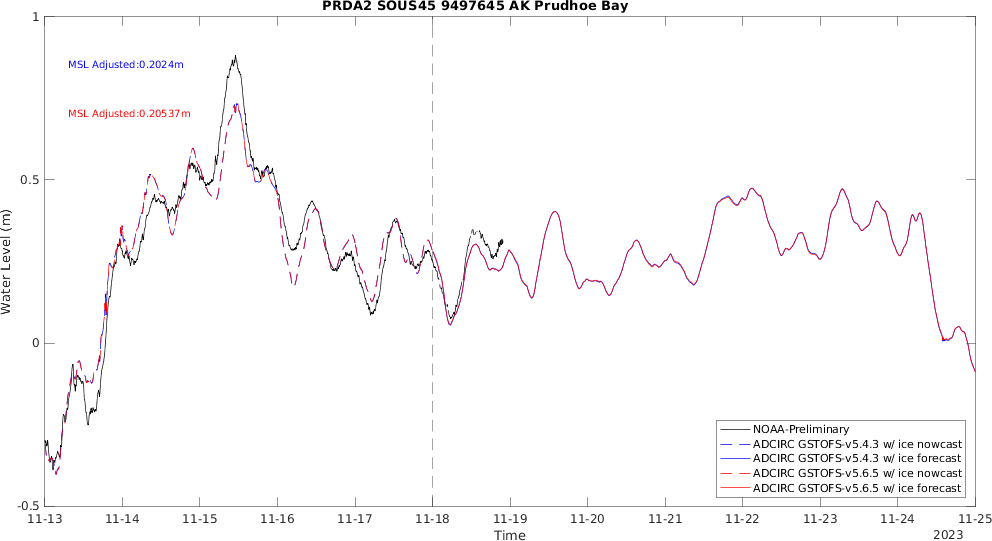 PRDA2 SOUS45 9497645 AK Prudhoe Bay
1
MSL Adjusted:0.2024m
MSL Adjusted:0.20537m
0.5
Water Level (m)
0
NOAA-Preliminary
ADCIRC GSTOFS-v5.4.3 w/ ice nowcast
ADCIRC GSTOFS-v5.4.3 w/ ice forecast
ADCIRC GSTOFS-v5.6.5 w/ ice nowcast
ADCIRC GSTOFS-v5.6.5 w/ ice forecast
-0.5
11-13 11-14 11-15 11-16 11-17 11-18 11-19 11-20 11-21 11-22 11-23 11-24 11-25
Time
2023